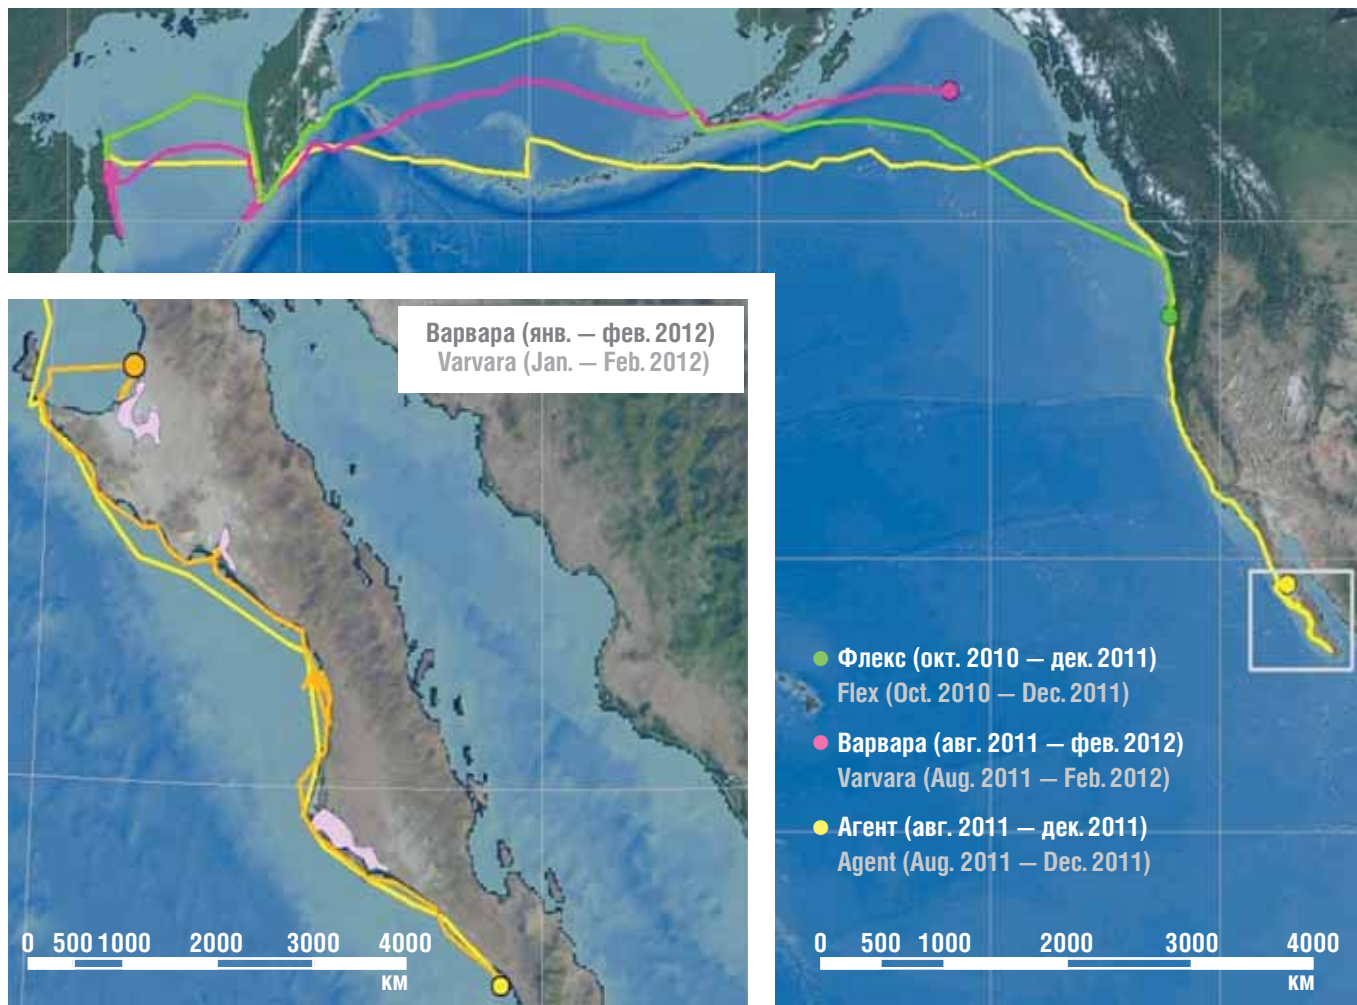 Варвара (янв. — фев. 2012)
Varvara (Jan. — Feb. 2012)
0 500 1000 2000 3000 4000
км
Флекс (окт. 2010 — дек. 2011)
Flex (Oct. 2010 — Dec. 2011)
Варвара (авг. 2011 — фев. 2012)
Varvara (Aug. 2011 — Feb. 2012)
Агент (авг. 2011 — дек. 2011)
Agent (Aug. 2011 — Dec. 2011)
0 500 1000 2000 3000 4000
км